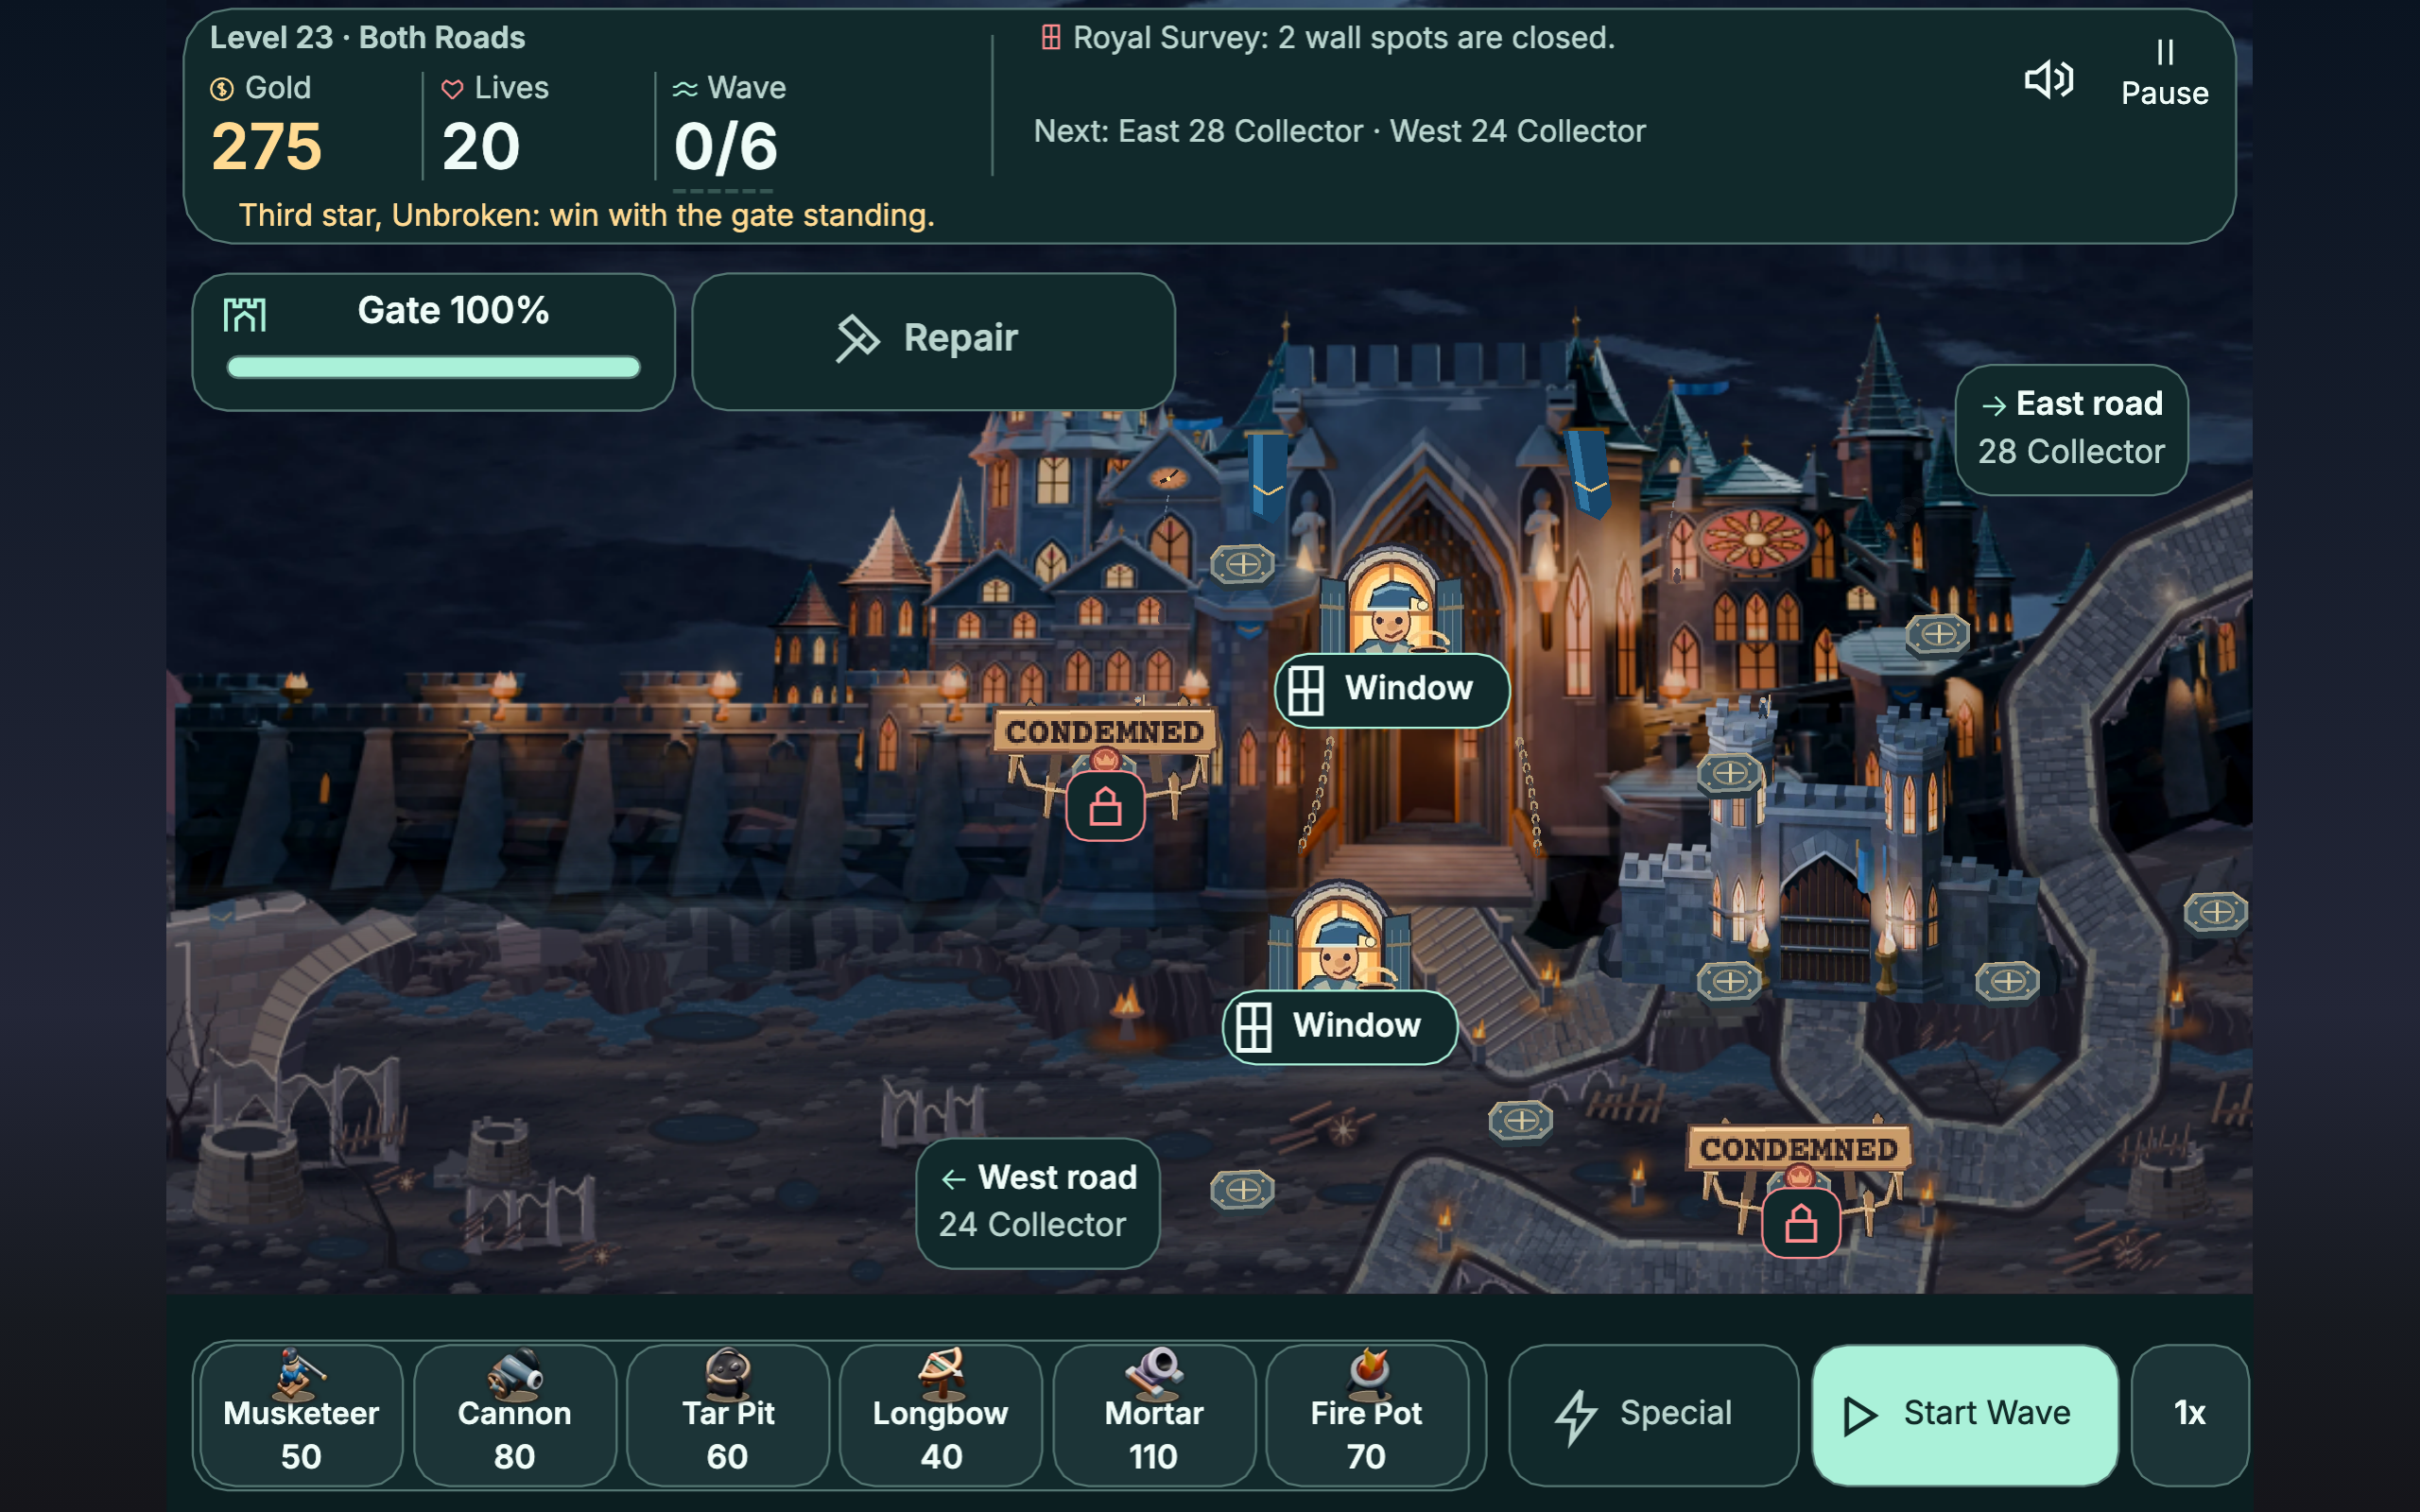 Level 23 · Both Roads
Gold
275
Lives
20
Wave
0/6
Third star, Unbroken: win with the gate standing.
Royal Survey: 2 wall spots are closed.
Next: East 28 Collector · West 24 Collector
Pause
Gate 100%
Repair
→ East road
28 Collector
Window
CONDEMNED
Window
← West road
24 Collector
CONDEMNED
Musketeer
50
Cannon
80
Tar Pit
60
Longbow
40
Mortar
110
Fire Pot
70
Special
Start Wave
1x